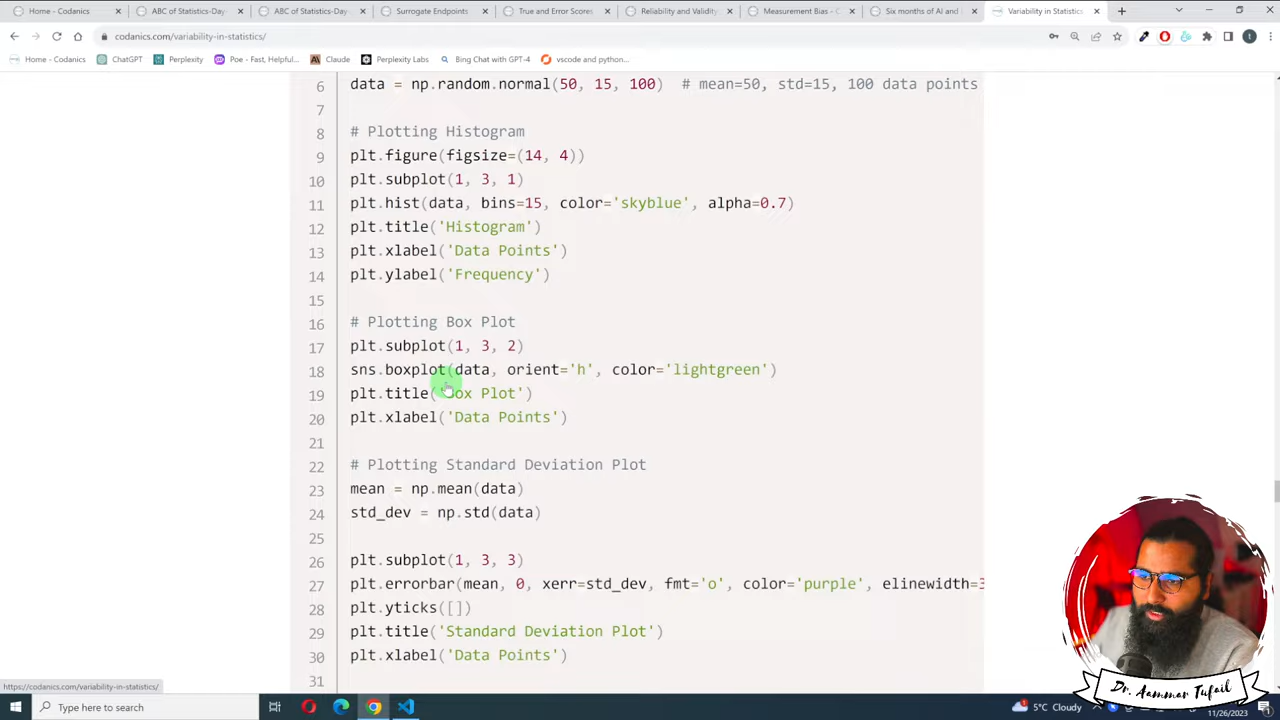 Home - Codanics
ABC of Statistics-Day
ABC of Statistics-Day
Surrogate Endpoints
True and Error Scores
Reliability and Validity
Measurement Bias - C
Six months of AI and
Variability in Statistics
codanics.com/variability-in-statistics/
Home - Codanics
ChatGPT
Perplexity
Poe - Fast, Helpful...
Claude
Perplexity Labs
Bing Chat with GPT-4
vscode and python...
6 data = np.random.normal(50, 15, 100) # mean=50, std=15, 100 data points
7
8 # Plotting Histogram
9 plt.figure(figsize=(14, 4))
10 plt.subplot(1, 3, 1)
11 plt.hist(data, bins=15, color='skyblue', alpha=0.7)
12 plt.title('Histogram')
13 plt.xlabel('Data Points')
14 plt.ylabel('Frequency')
15
16 # Plotting Box Plot
17 plt.subplot(1, 3, 2)
18 sns.boxplot(data, orient='h', color='lightgreen')
19 plt.title('Box Plot')
20 plt.xlabel('Data Points')
21
22 # Plotting Standard Deviation Plot
23 mean = np.mean(data)
24 std_dev = np.std(data)
25
26 plt.subplot(1, 3, 3)
27 plt.errorbar(mean, 0, xerr=std_dev, fmt='o', color='purple', elinewidth=3
28 plt.yticks([])
29 plt.title('Standard Deviation Plot')
30 plt.xlabel('Data Points')
31
https://codanics.com/variability-in-statistics/
Dr. Aammar Tufail
Type here to search
5°C Cloudy
11/26/2023